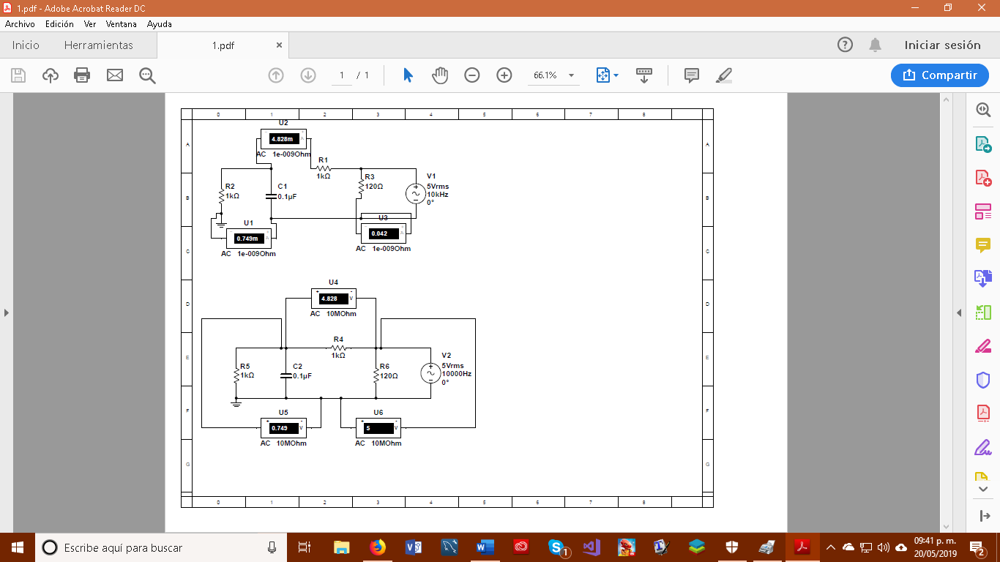 1.pdf - Adobe Acrobat Reader DC
Archivo Edición Ver Ventana Ayuda
Inicio Herramientas 1.pdf × Iniciar sesión
1 / 1 66.1% Compartir
0 1 2 3 4 5 6 7 8
U2
4.828m
A
AC 1e-009Ohm
R1
1kΩ
R2
1kΩ
C1
0.1µF
R3
120Ω
V1
5Vrms
10kHz
0°
U1
0.749m
A
AC 1e-009Ohm
U3
0.042
A
AC 1e-009Ohm
U4
4.828
V
AC 10MOhm
R4
1kΩ
R5
1kΩ
C2
0.1µF
R6
120Ω
V2
5Vrms
10000Hz
0°
U5
0.749
V
AC 10MOhm
U6
5
V
AC 10MOhm
A A
B B
C C
D D
E E
F F
G G
0 1 2 3 4 5 6 7 8
Escribe aquí para buscar
1
09:41 p. m.
20/05/2019
2